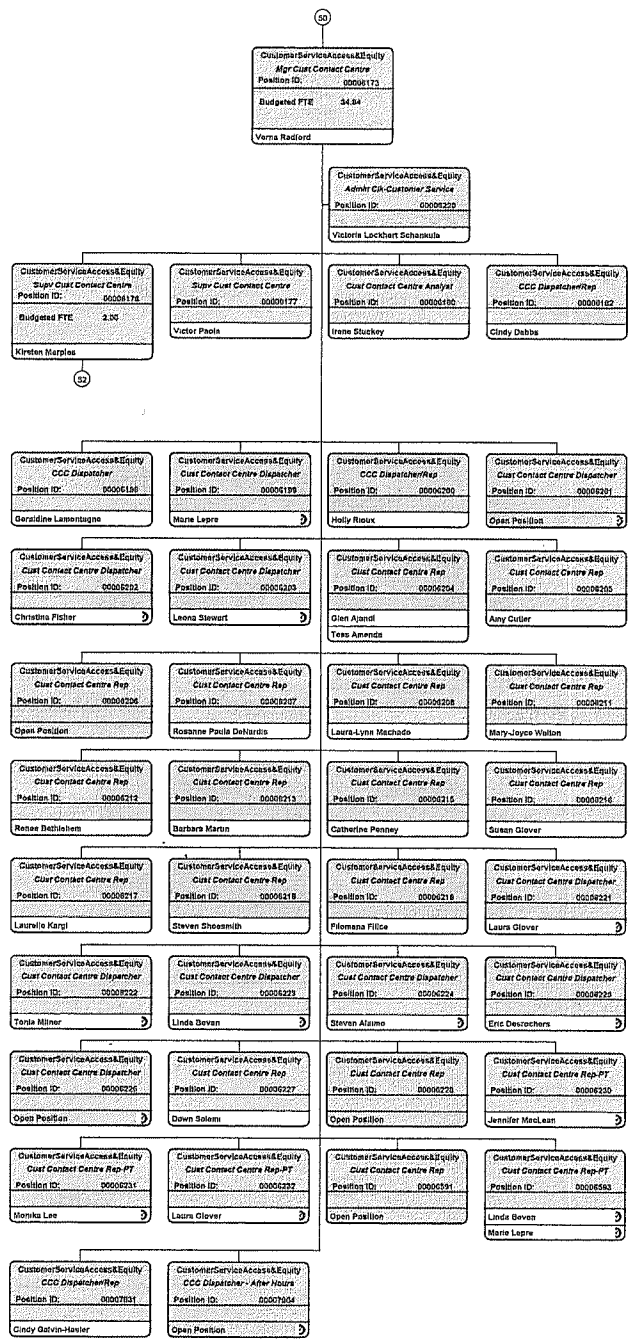 50
CustomerServiceAccess&Equity
Mgr Cust Contact Centre
Position ID: 00006173
Budgeted FTE 34.84
Verna Radford
CustomerServiceAccess&Equity
Admin Clk-Customer Service
Position ID: 00006220
Victoria Lockhart Schankula
CustomerServiceAccess&Equity
Supv Cust Contact Centre
Position ID: 00006176
Budgeted FTE 2.00
Kirsten Marples
52
CustomerServiceAccess&Equity
Supv Cust Contact Centre
Position ID: 00006177
Victor Paola
CustomerServiceAccess&Equity
Cust Contact Centre Analyst
Position ID: 00006180
Irene Stuckey
CustomerServiceAccess&Equity
CCC Dispatcher/Rep
Position ID: 00006182
Cindy Dabbs
CustomerServiceAccess&Equity
CCC Dispatcher
Position ID:
Geraldine Lamontagne
CustomerServiceAccess&Equity
Cust Contact Centre Dispatcher
Position ID: 00006199
Marie Lepre
CustomerServiceAccess&Equity
CCC Dispatcher/Rep
Position ID: 00006200
Holly Rioux
CustomerServiceAccess&Equity
Cust Contact Centre Dispatcher
Position ID: 00006201
Open Position
CustomerServiceAccess&Equity
Cust Contact Centre Dispatcher
Position ID: 00006202
Christina Fisher
CustomerServiceAccess&Equity
Cust Contact Centre Dispatcher
Position ID: 00006203
Leona Stewart
CustomerServiceAccess&Equity
Cust Contact Centre Rep
Position ID: 00006204
Glen Ajandi
Tess Amenda
CustomerServiceAccess&Equity
Cust Contact Centre Rep
Position ID: 00006205
Amy Cutler
CustomerServiceAccess&Equity
Cust Contact Centre Rep
Position ID: 00006206
Open Position
CustomerServiceAccess&Equity
Cust Contact Centre Rep
Position ID: 00006207
Rosanne Paula DeNardis
CustomerServiceAccess&Equity
Cust Contact Centre Rep
Position ID: 00006208
Laura-Lynn Machado
CustomerServiceAccess&Equity
Cust Contact Centre Rep
Position ID: 00006211
Mary-Joyce Walton
CustomerServiceAccess&Equity
Cust Contact Centre Rep
Position ID: 00006212
Renee Bethlehem
CustomerServiceAccess&Equity
Cust Contact Centre Rep
Position ID: 00006213
Barbara Martin
CustomerServiceAccess&Equity
Cust Contact Centre Rep
Position ID: 00006215
Catherine Penney
CustomerServiceAccess&Equity
Cust Contact Centre Rep
Position ID: 00006216
Susan Glover
CustomerServiceAccess&Equity
Cust Contact Centre Rep
Position ID: 00006217
Laurelle Kargl
CustomerServiceAccess&Equity
Cust Contact Centre Rep
Position ID:
Steven Shoesmith
CustomerServiceAccess&Equity
Cust Contact Centre Rep
Position ID:
Filomena Filice
CustomerServiceAccess&Equity
Cust Contact Centre Dispatcher
Position ID: 00006221
Laura Glover
CustomerServiceAccess&Equity
Cust Contact Centre Dispatcher
Position ID: 00006222
Tonia Milner
CustomerServiceAccess&Equity
Cust Contact Centre Dispatcher
Position ID: 00006223
Linda Bevan
CustomerServiceAccess&Equity
Cust Contact Centre Dispatcher
Position ID: 00006224
Steven Alaimo
CustomerServiceAccess&Equity
Cust Contact Centre Dispatcher
Position ID: 00006225
Eric Desrochers
CustomerServiceAccess&Equity
Cust Contact Centre Dispatcher
Position ID: 00006226
Open Position
CustomerServiceAccess&Equity
Cust Contact Centre Rep
Position ID: 00006227
Dawn Salemi
CustomerServiceAccess&Equity
Cust Contact Centre Rep
Position ID: 00006228
Open Position
CustomerServiceAccess&Equity
Cust Contact Centre Rep-PT
Position ID: 00006230
Jennifer MacLean
CustomerServiceAccess&Equity
Cust Contact Centre Rep-PT
Position ID: 00006231
Monika Lee
CustomerServiceAccess&Equity
Cust Contact Centre Rep-PT
Position ID: 00006232
Laura Glover
CustomerServiceAccess&Equity
Cust Contact Centre Rep
Position ID: 00006591
Open Position
CustomerServiceAccess&Equity
Cust Contact Centre Rep-PT
Position ID: 00006593
Linda Bevan
Marie Lepre
CustomerServiceAccess&Equity
CCC Dispatcher/Rep
Position ID: 00007031
Cindy Galvin-Hasler
CustomerServiceAccess&Equity
CCC Dispatcher - After Hours
Position ID:
Open Position